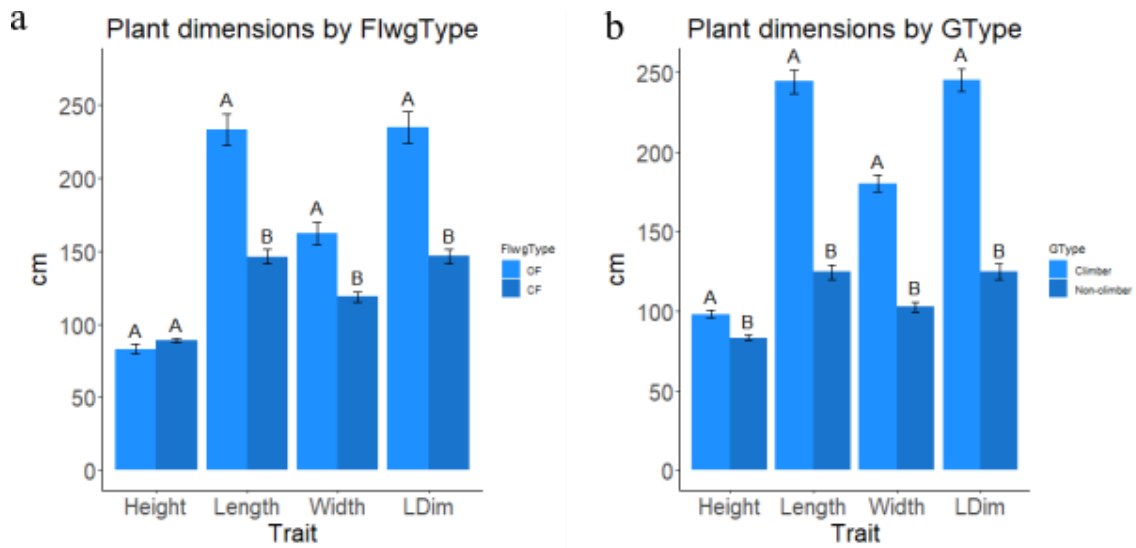 a
Plant dimensions by FlwgType
cm
250
200
150
100
50
0
A A
A B
A B
A B
Height Length Width LDim
Trait
FlwgType
OF
CF
b
Plant dimensions by GType
cm
250
200
150
100
50
0
A B
A B
A B
A B
Height Length Width LDim
Trait
GType
Climber
Non-climber